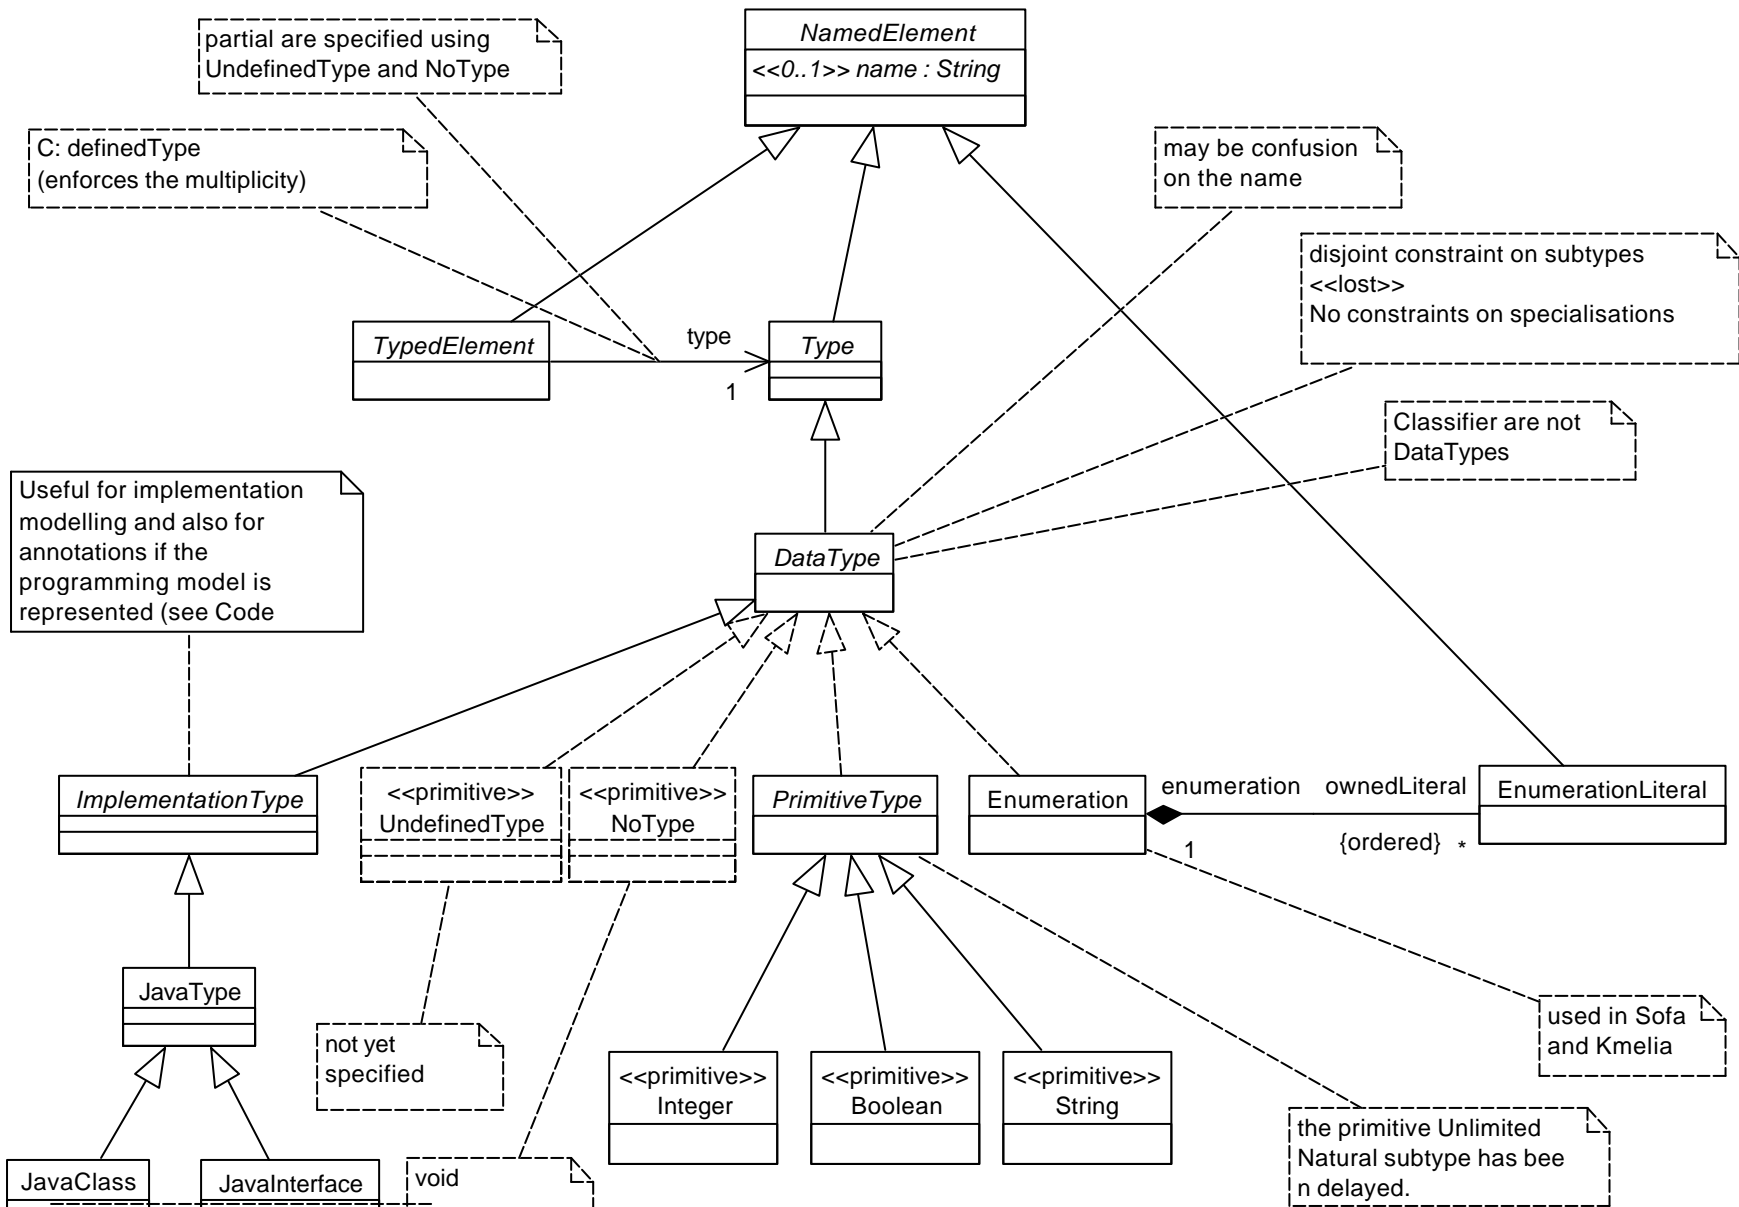 NamedElement
<<0..1>> name : String
partial are specified using
UndefinedType and NoType
C: definedType
(enforces the multiplicity)
may be confusion
on the name
disjoint constraint on subtypes
<<lost>>
No constraints on specialisations
TypedElement
type
1
Type
Classifier are not
DataTypes
Useful for implementation
modelling and also for
annotations if the
programming model is
represented (see Code
DataType
ImplementationType
<<primitive>>
UndefinedType
<<primitive>>
NoType
PrimitiveType
Enumeration
enumeration
ownedLiteral
1
{ordered}
*
EnumerationLiteral
JavaType
not yet
specified
<<primitive>>
Integer
<<primitive>>
Boolean
<<primitive>>
String
used in Sofa
and Kmelia
the primitive Unlimited
Natural subtype has bee
n delayed.
JavaClass
JavaInterface
void